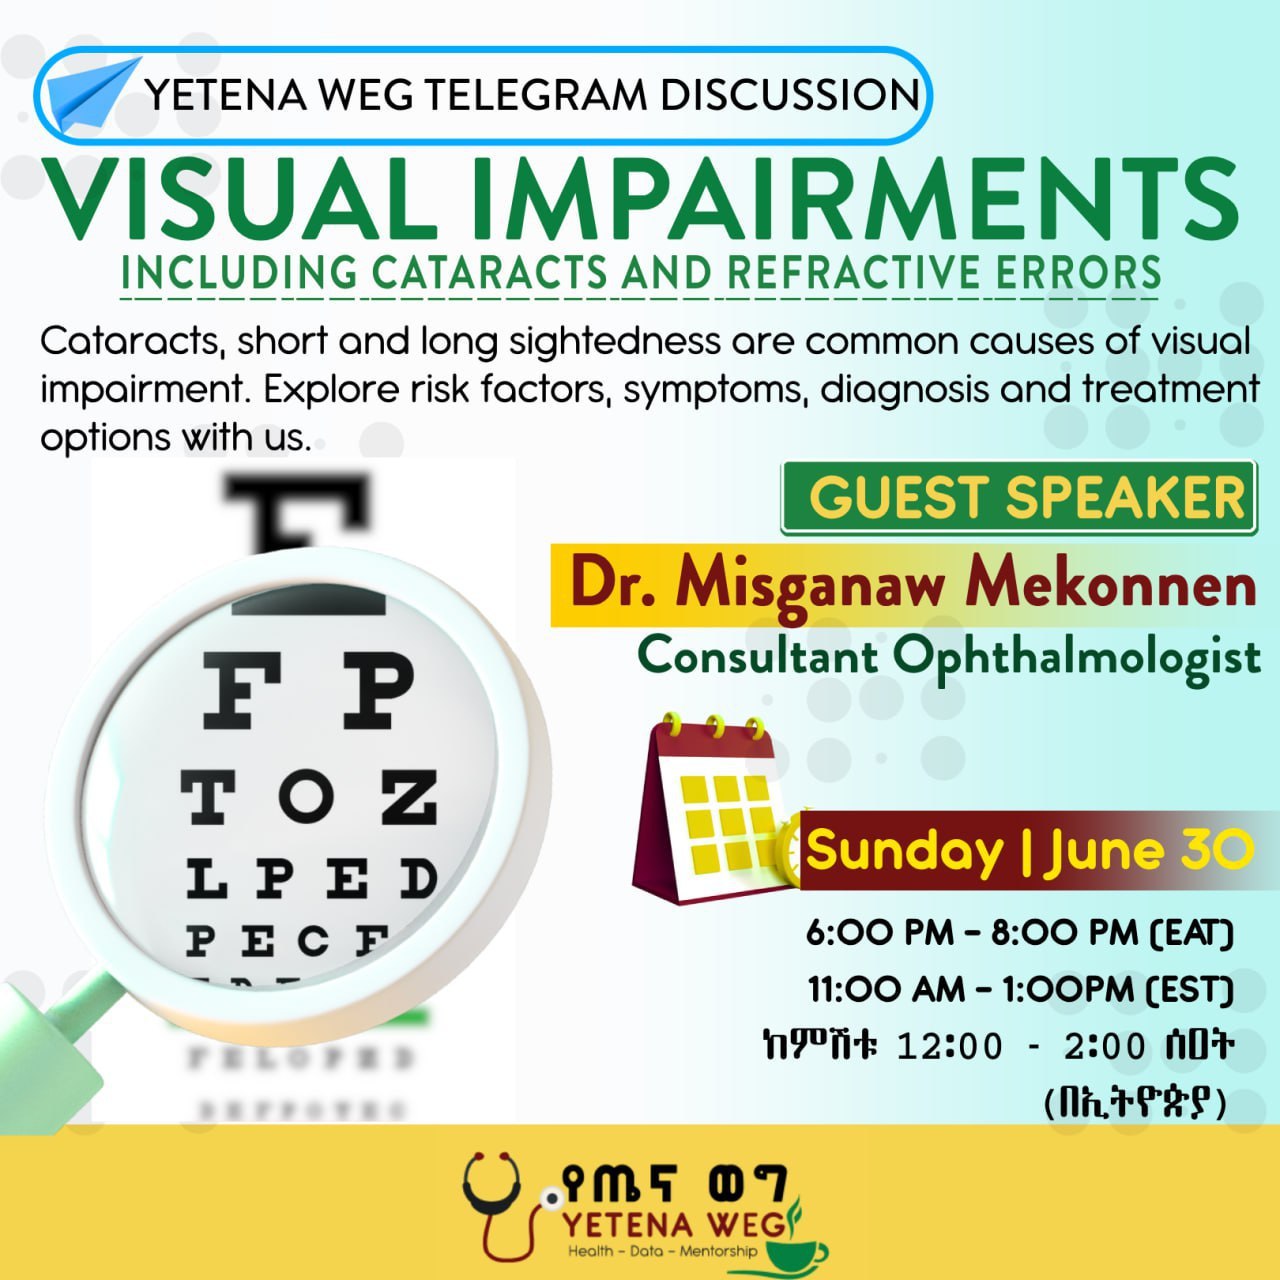 YETENA WEG TELEGRAM DISCUSSION
VISUAL IMPAIRMENTS
INCLUDING CATARACTS AND REFRACTIVE ERRORS
Cataracts, short and long sightedness are common causes of visual
impairment. Explore risk factors, symptoms, diagnosis and treatment
options with us.
GUEST SPEAKER
Dr. Misganaw Mekonnen
Consultant Ophthalmologist
F P
T O Z
L P E D
P E C F
Sunday | June 30
6:00 PM – 8:00 PM (EAT)
11:00 AM – 1:00PM (EST)
ከምሽቱ 12:00 - 2:00 ሰዐት
(በኢትዮጵያ)
የጤና ወግ
YETENA WEG
Health – Data – Mentorship